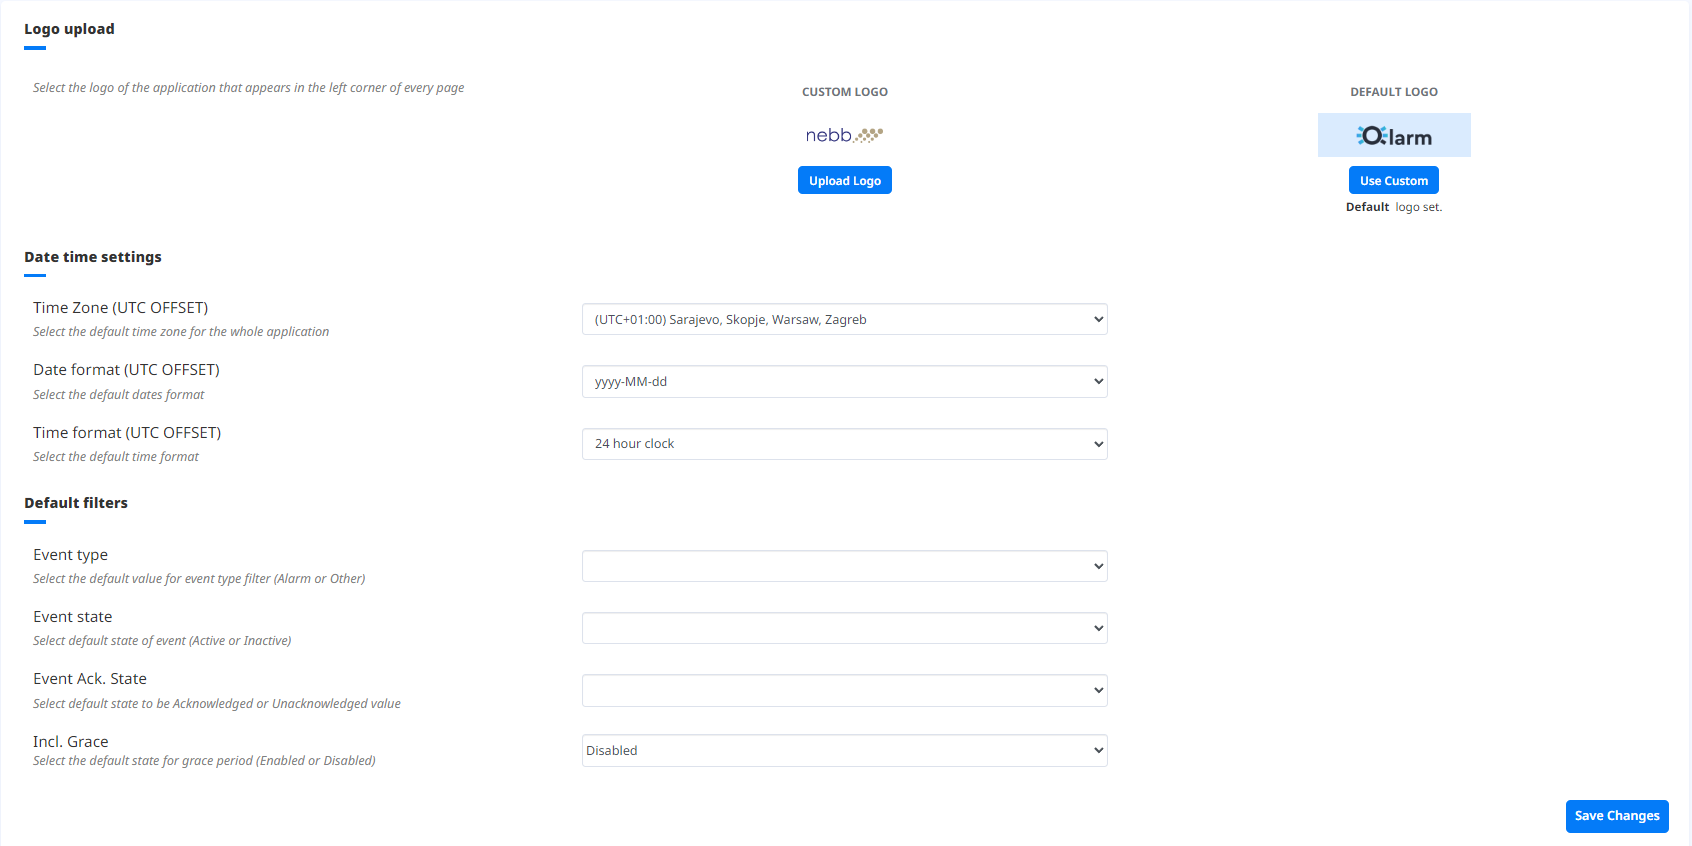 Logo upload
Select the logo of the application that appears in the left corner of every page
CUSTOM LOGO
DEFAULT LOGO
nebb
larm
Upload Logo
Use Custom
Default logo set.
Date time settings
Time Zone (UTC OFFSET)
Select the default time zone for the whole application
(UTC+01:00) Sarajevo, Skopje, Warsaw, Zagreb
Date format (UTC OFFSET)
Select the default dates format
yyyy-MM-dd
Time format (UTC OFFSET)
Select the default time format
24 hour clock
Default filters
Event type
Select the default value for event type filter (Alarm or Other)
Event state
Select default state of event (Active or Inactive)
Event Ack. State
Select default state to be Acknowledged or Unacknowledged value
Incl. Grace
Select the default state for grace period (Enabled or Disabled)
Disabled
Save Changes